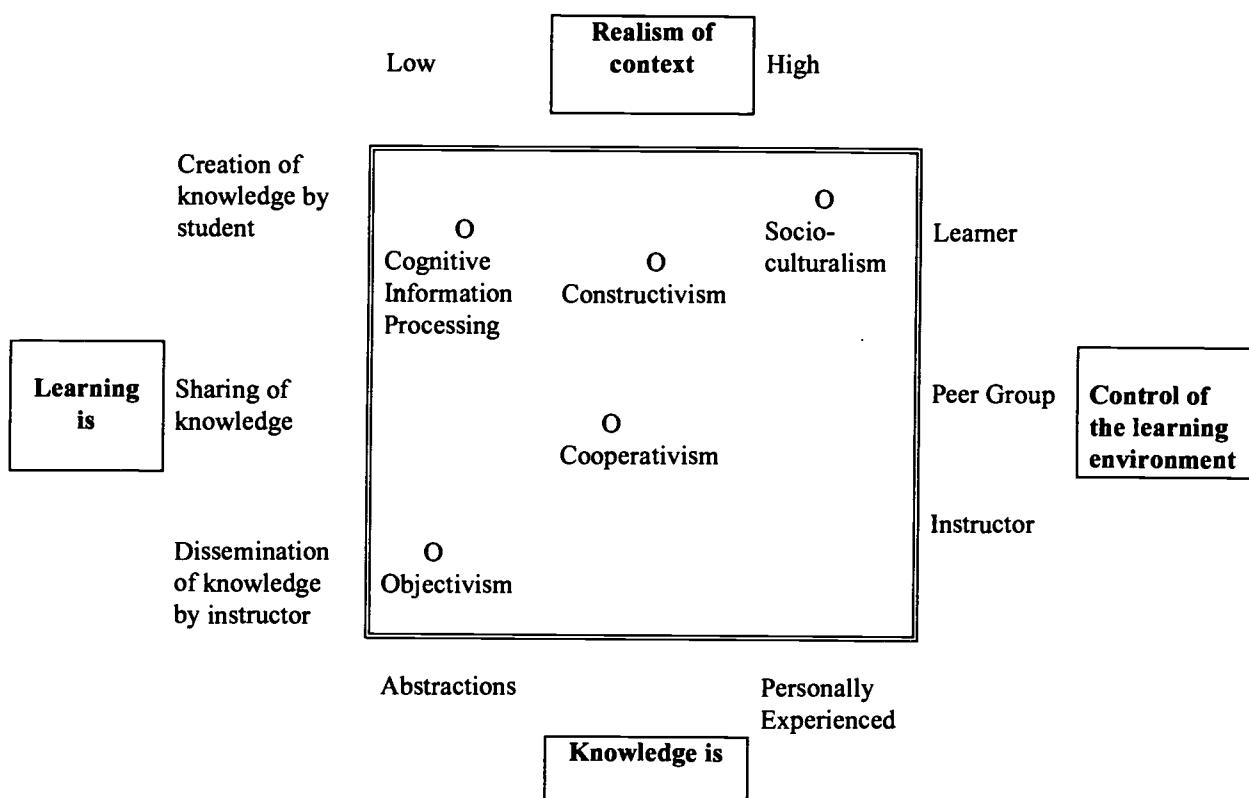 Realism of
context
Low
High
Creation of
knowledge by
student
O
Socio-
culturalism
Learner
O
Cognitive
Information
Processing
O
Constructivism
Learning
is
Sharing of
knowledge
Peer Group
Control of
the learning
environment
O
Cooperativism
Instructor
Dissemination
of knowledge
by instructor
O
Objectivism
Abstractions
Personally
Experienced
Knowledge is